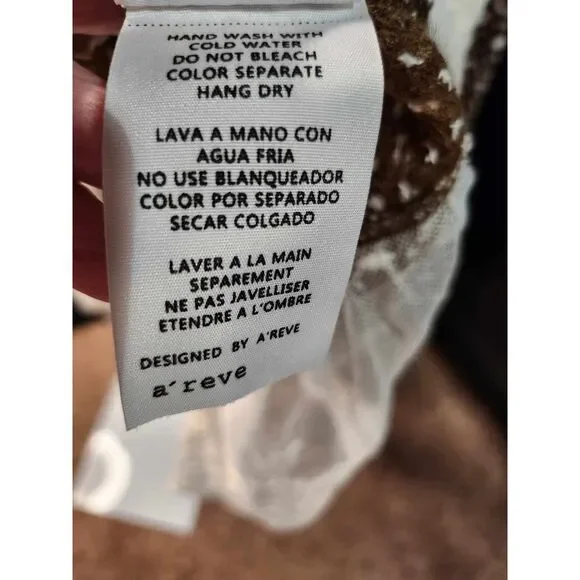 HAND WASH WITH
COLD WATER
DO NOT BLEACH
COLOR SEPARATE
HANG DRY
LAVA A MANO CON
AGUA FRIA
NO USE BLANQUEADOR
COLOR POR SEPARADO
SECAR COLGADO
LAVER A LA MAIN
SEPAREMENT
NE PAS JAVELLISER
ETENDRE A L'OMBRE
DESIGNED BY A'REVE
a'reve